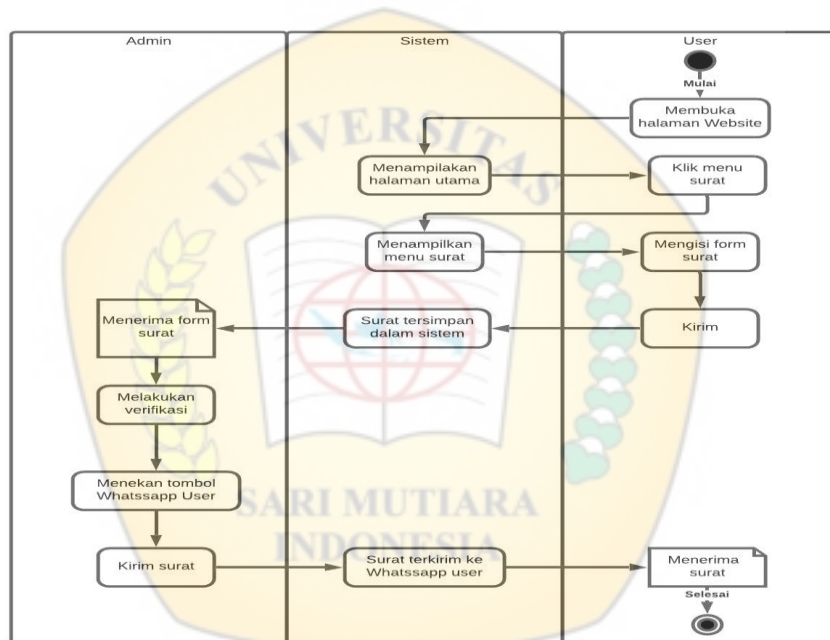 Admin
Sistem
User
Mulai
Membuka
halaman Website
Menampilakan
halaman utama
Klik menu
surat
Menampilkan
menu surat
Mengisi form
surat
Menerima form
surat
Surat tersimpan
dalam sistem
Kirim
Melakukan
verifikasi
Menekan tombol
Whatssapp User
Kirim surat
Surat terkirim ke
Whatssapp user
Menerima
surat
Selesai
UNIVERSITAS
SARI MUTIARA
INDONESIA